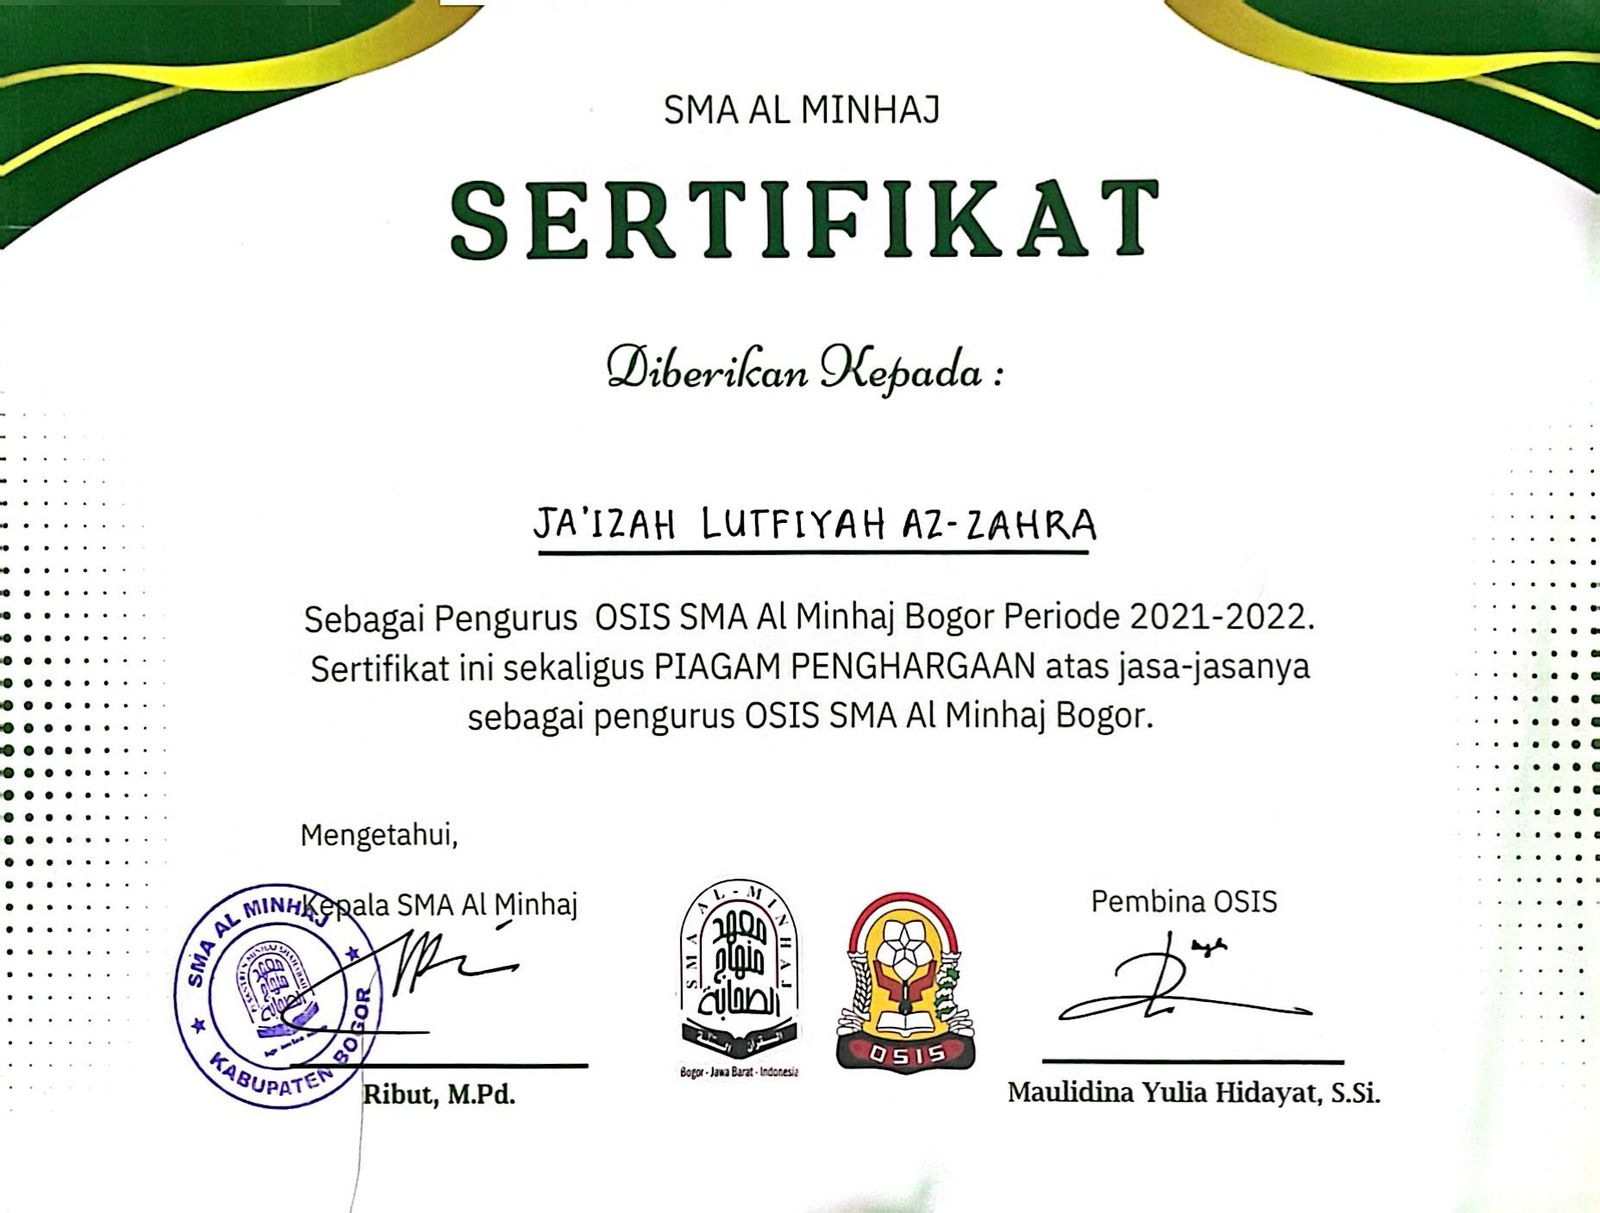 SMA AL MINHAJ
SERTIFIKAT
Diberikan Kepada :
JA'IZAH LUTFIYAH AZ-ZAHRA
Sebagai Pengurus OSIS SMA Al Minhaj Bogor Periode 2021-2022.
Sertifikat ini sekaligus PIAGAM PENGHARGAAN atas jasa-jasanya
sebagai pengurus OSIS SMA Al Minhaj Bogor.
Mengetahui,
Kepala SMA Al Minhaj
Pembina OSIS
SMA AL MINHAJ
KABUPATEN BOGOR
SMA AL-MINHAJ
معهد
منهاج
الصحابة
القرآن السنة
Bogor - Jawa Barat - Indonesia
OSIS
Ribut, M.Pd.
Maulidina Yulia Hidayat, S.Si.